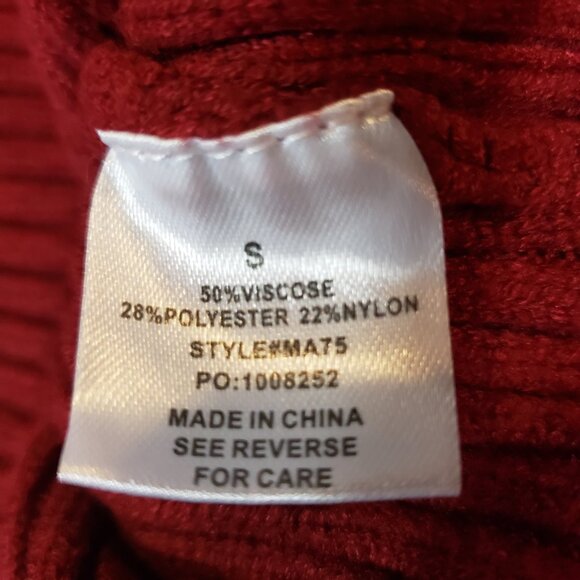 S
50%VISCOSE
28%POLYESTER 22%NYLON
STYLE#MA75
PO:1008252
MADE IN CHINA
SEE REVERSE
FOR CARE